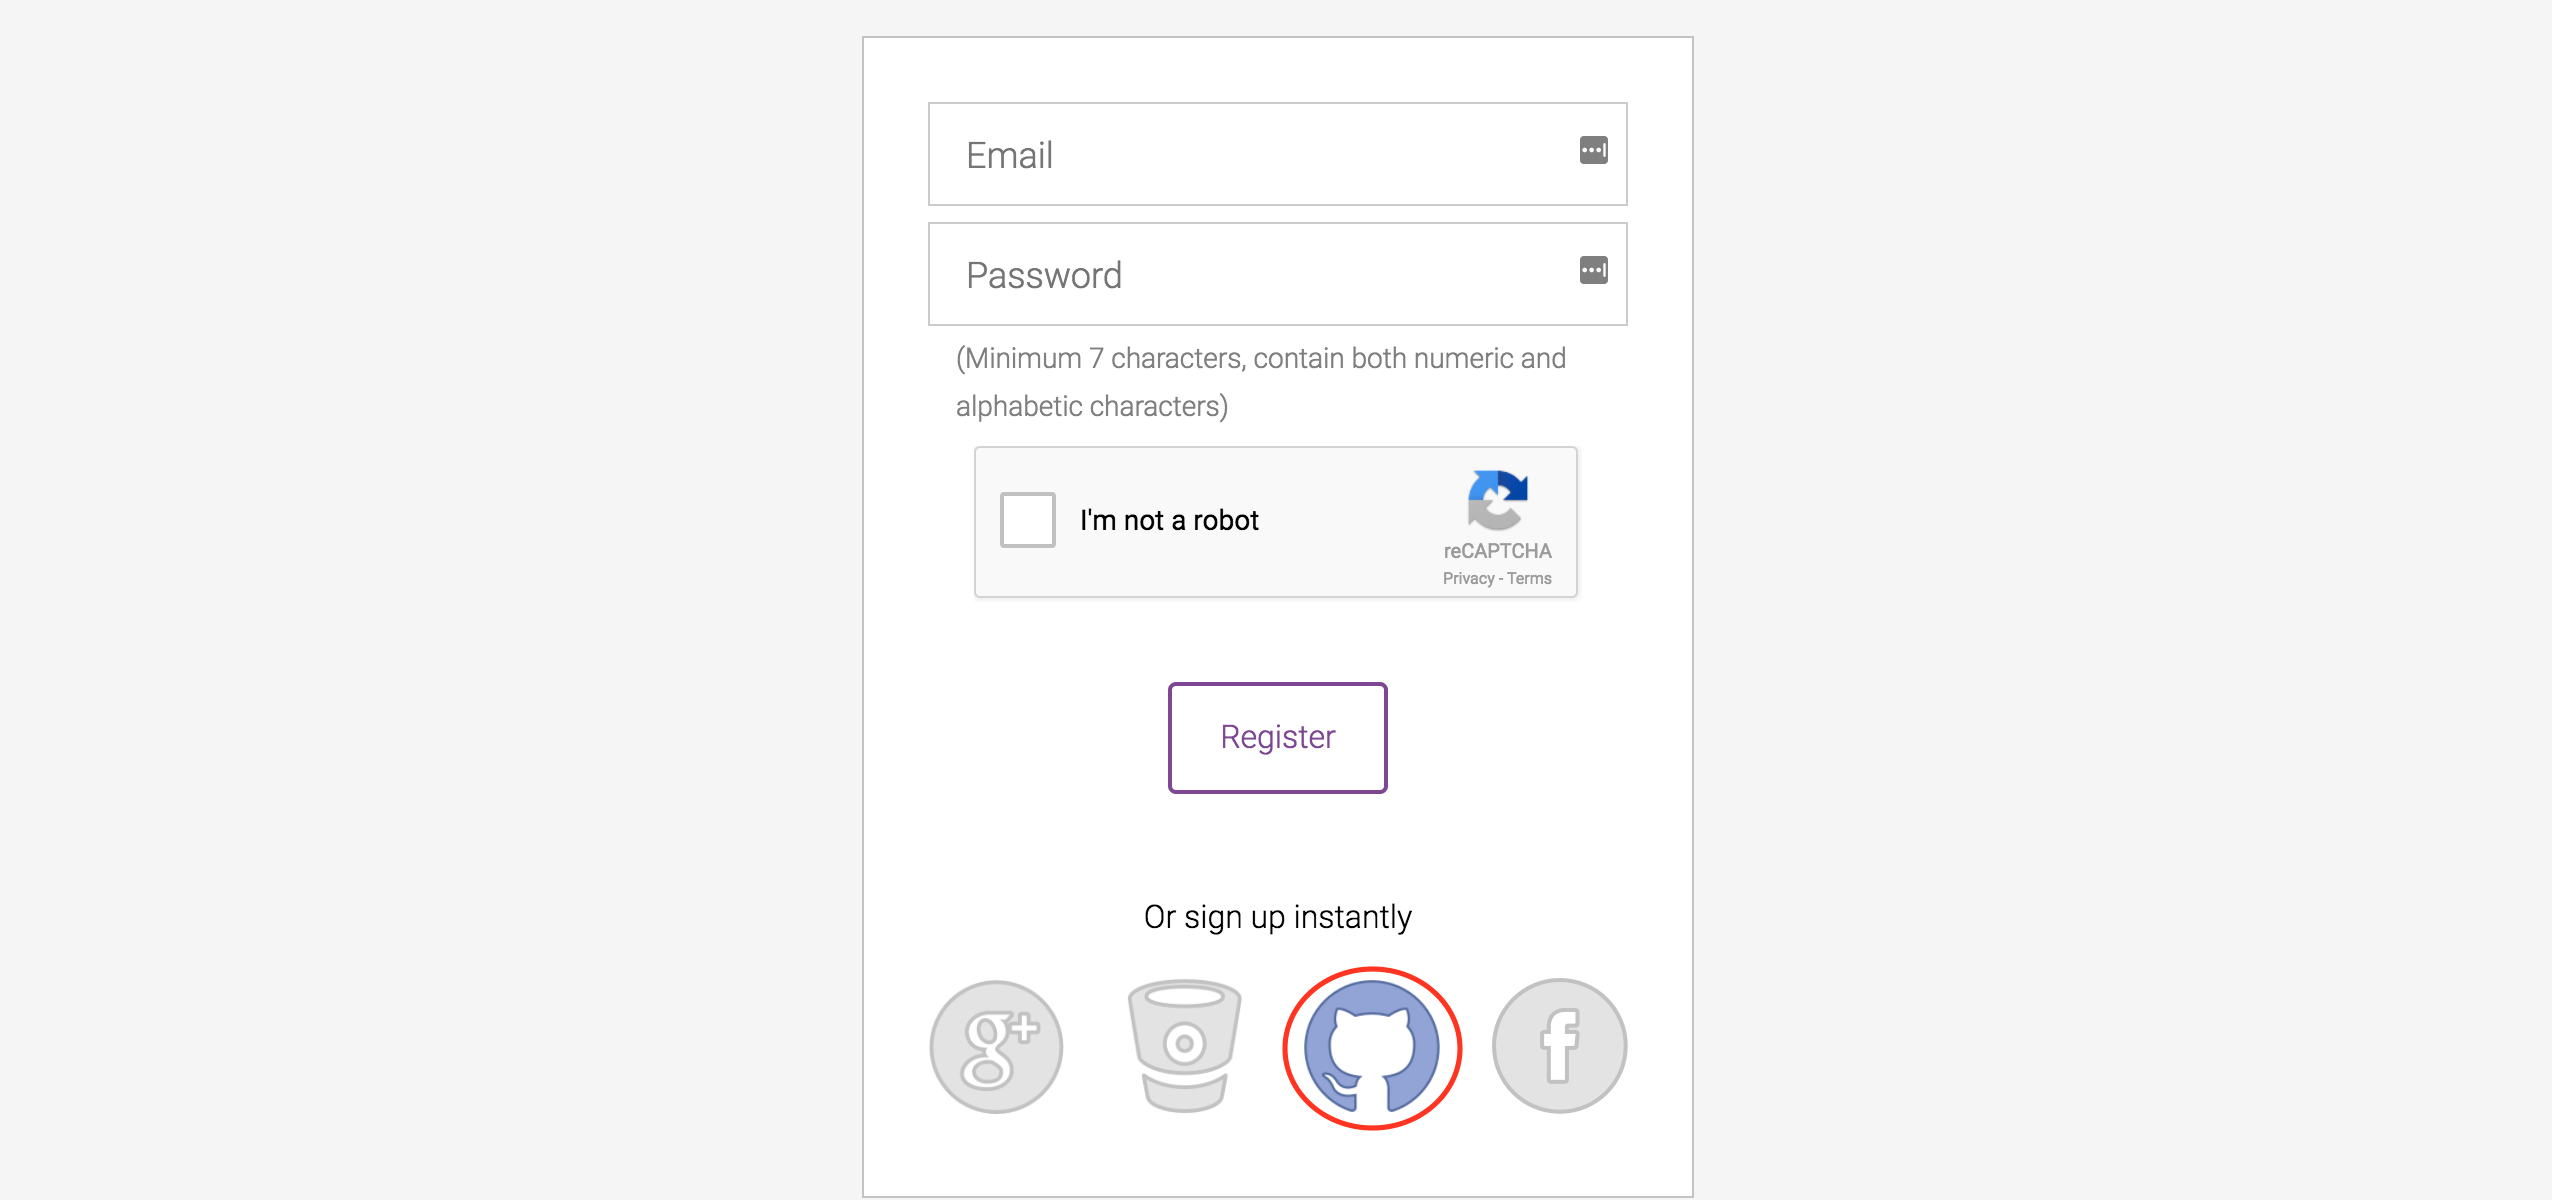 Email
Password
(Minimum 7 characters, contain both numeric and
alphabetic characters)
I'm not a robot
reCAPTCHA
Privacy - Terms
Register
Or sign up instantly
g+
f